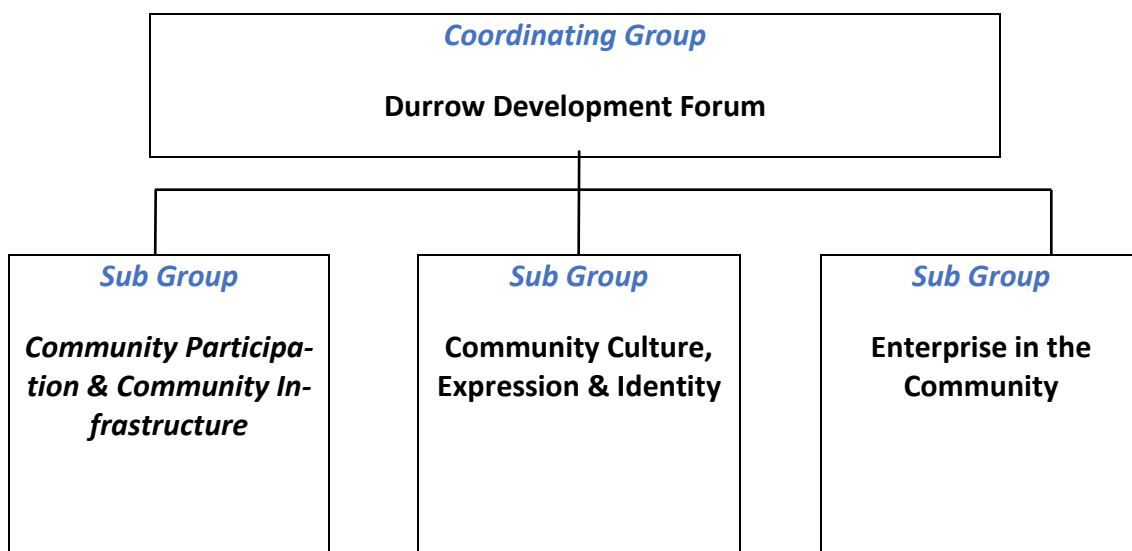 Coordinating Group
Durrow Development Forum
Sub Group
Community Participa-
tion & Community In-
frastructure
Sub Group
Community Culture,
Expression & Identity
Sub Group
Enterprise in the
Community